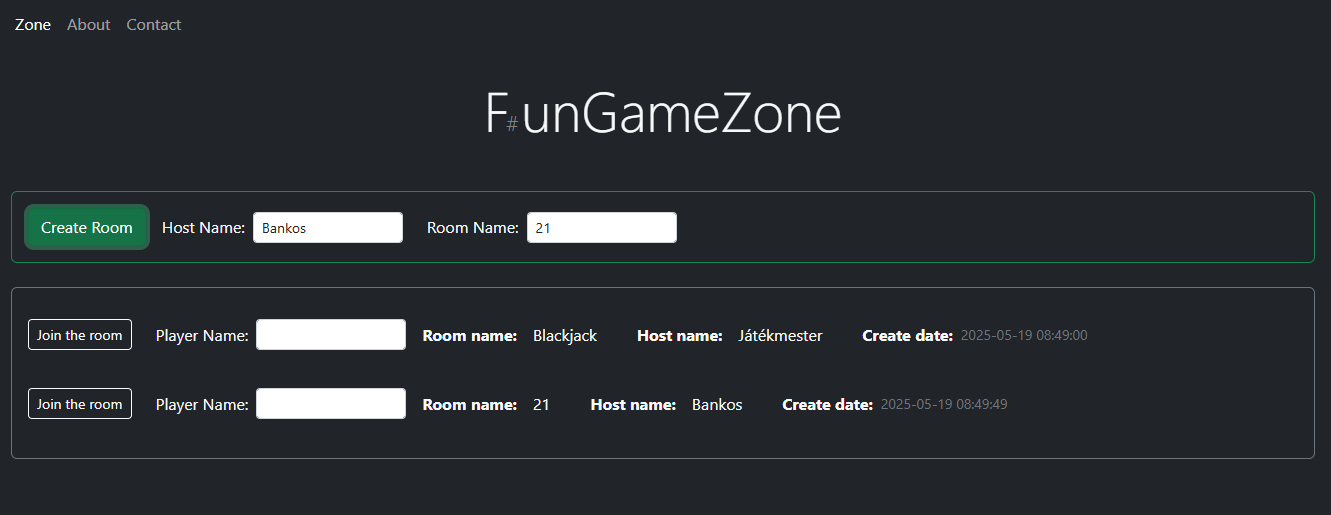 Zone About Contact
F#unGameZone
Create Room Host Name: Bankos Room Name: 21
Join the room Player Name: Room name: Blackjack Host name: Játékmester Create date: 2025-05-19 08:49:00
Join the room Player Name: Room name: 21 Host name: Bankos Create date: 2025-05-19 08:49:49